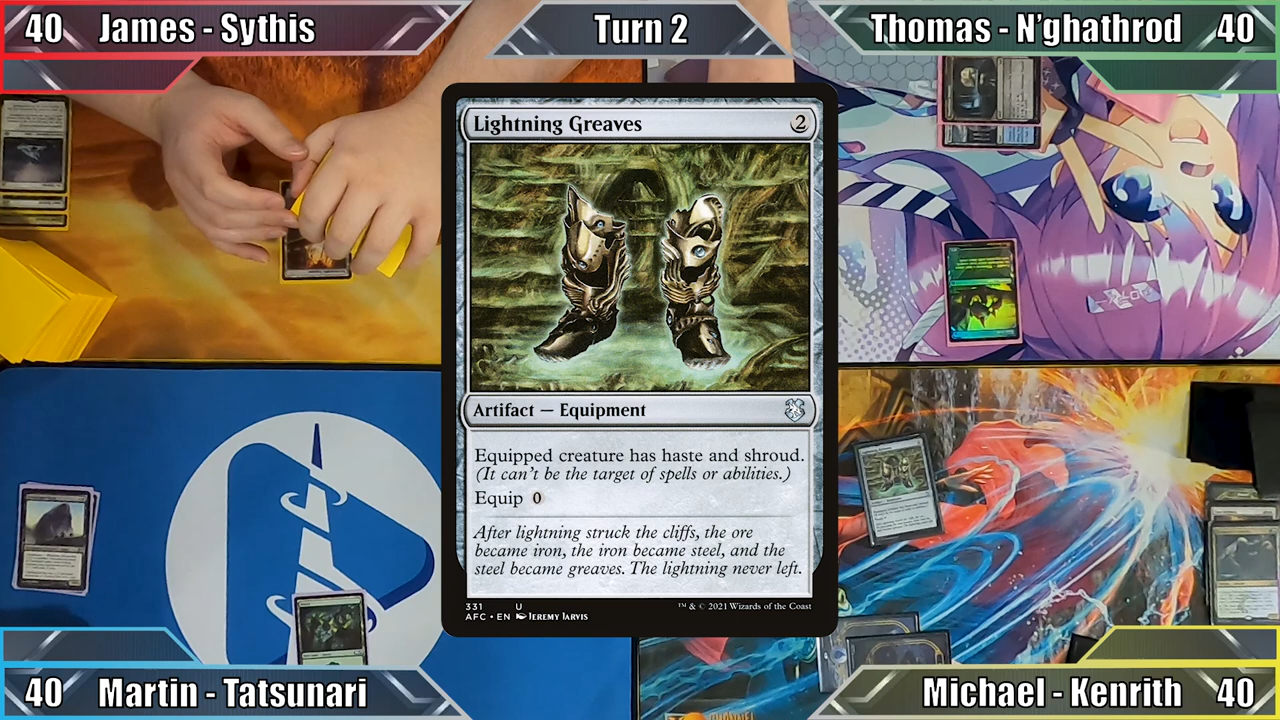 40 James - Sythis
Turn 2
Thomas - N'ghathrod 40
Lightning Greaves 2
Artifact — Equipment
Equipped creature has haste and shroud.
(It can't be the target of spells or abilities.)
Equip 0
After lightning struck the cliffs, the ore
became iron, the iron became steel, and the
steel became greaves. The lightning never left.
331 U
AFC • EN JEREMY JARVIS
™ & © 2021 Wizards of the Coast
40 Martin - Tatsunari
Michael - Kenrith 40